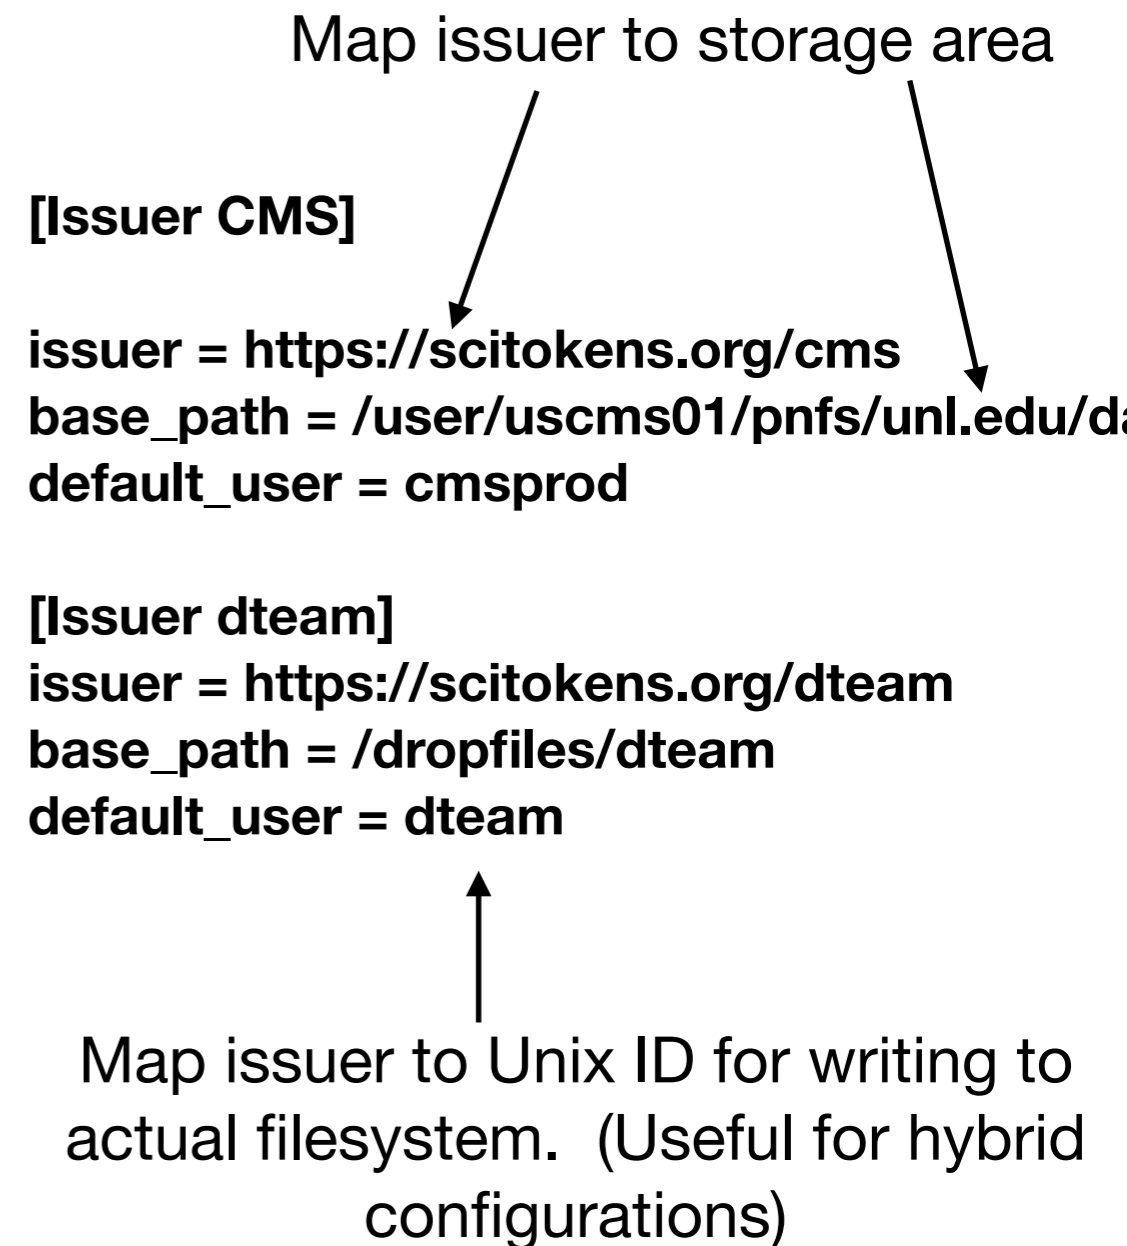 Map issuer to storage area
[Issuer CMS]
issuer = https://scitokens.org/cms
base_path = /user/uscms01/pnfs/unl.edu/da
default_user = cmsprod
[Issuer dteam]
issuer = https://scitokens.org/dteam
base_path = /dropfiles/dteam
default_user = dteam
Map issuer to Unix ID for writing to
actual filesystem.  (Useful for hybrid
configurations)